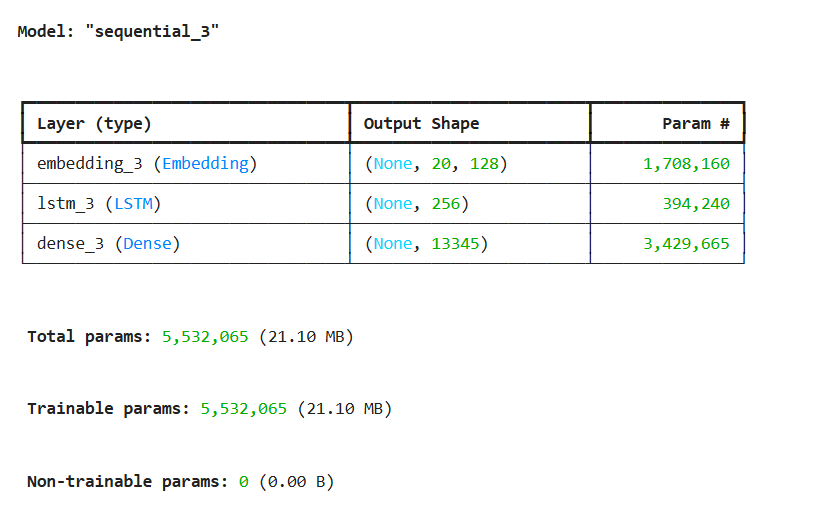 Model: "sequential_3"
Layer (type) Output Shape Param #
embedding_3 (Embedding) (None, 20, 128) 1,708,160
lstm_3 (LSTM) (None, 256) 394,240
dense_3 (Dense) (None, 13345) 3,429,665
Total params: 5,532,065 (21.10 MB)
Trainable params: 5,532,065 (21.10 MB)
Non-trainable params: 0 (0.00 B)